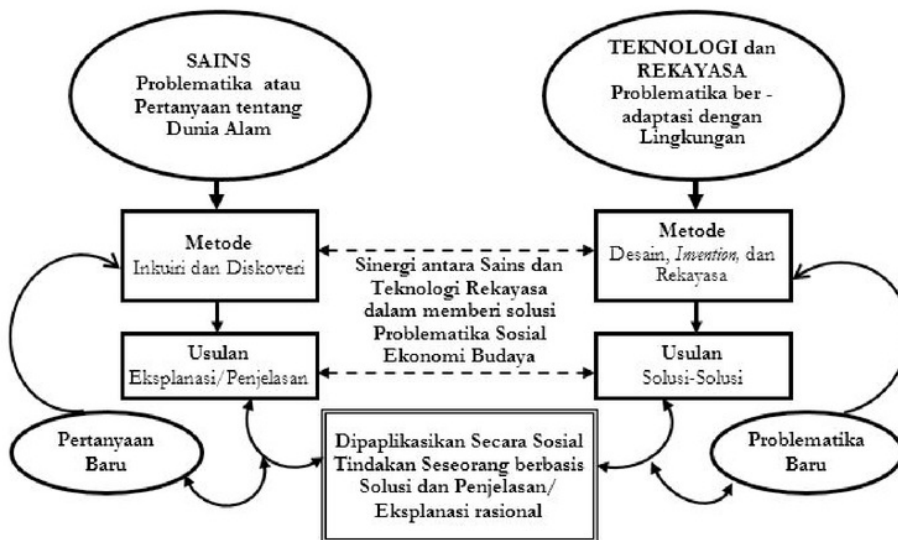 SAINS
Problematika atau
Pertanyaan tentang
Dunia Alam
TEKNOLOGI dan
REKAYASA
Problematika ber -
adaptasi dengan
Lingkungan
Metode
Inkuiri dan Diskoveri
Metode
Desain, Invention, dan
Rekayasa
Sinergi antara Sains dan
Teknologi Rekayasa
dalam memberi solusi
Problematika Sosial
Ekonomi Budaya
Usulan
Eksplanasi/Penjelasan
Usulan
Solusi-Solusi
Pertanyaan
Baru
Dipaplikasikan Secara Sosial
Tindakan Seseorang berbasis
Solusi dan Penjelasan/
Eksplanasi rasional
Problematika
Baru